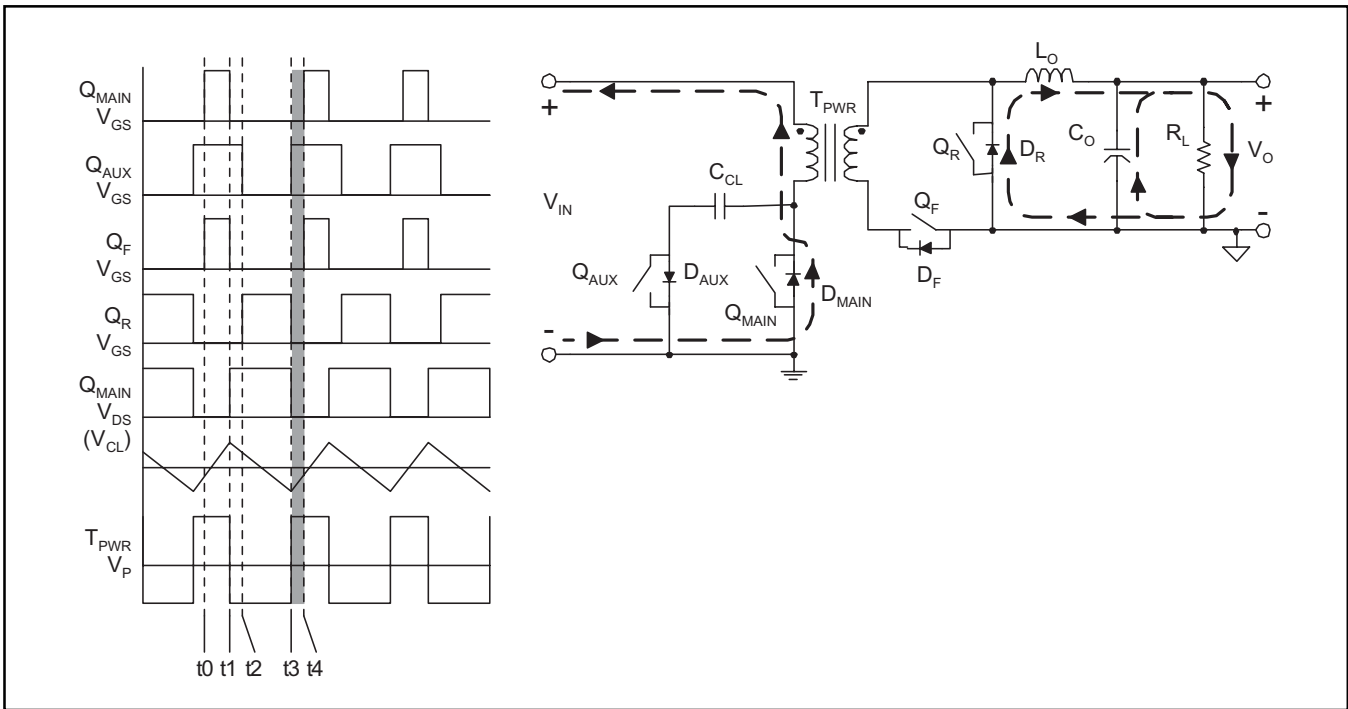 Q_MAIN
V_GS
Q_AUX
V_GS
Q_F
V_GS
Q_R
V_GS
Q_MAIN
V_DS
(V_CL)
T_PWR
V_P
t0 t1 t2 t3 t4
+
V_IN
-
T_PWR
C_CL
Q_AUX
D_AUX
Q_MAIN
D_MAIN
Q_R
D_R
Q_F
D_F
L_O
C_O
R_L
+
V_O
-